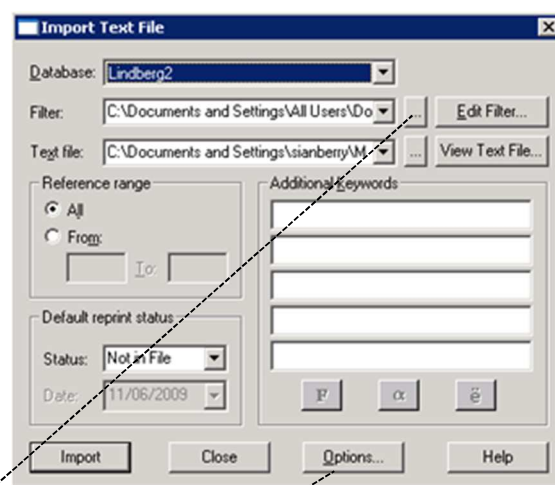 Import Text File
Database: Lindberg2
Filter: C:\Documents and Settings\All Users\Do ... Edit Filter...
Text file: C:\Documents and Settings\sianberry\M ... View Text File...
Reference range
Additional Keywords
All
From:
To:
Default reprint status
Status: Not in File
Date: 11/06/2009
F α ë
Import Close Options... Help